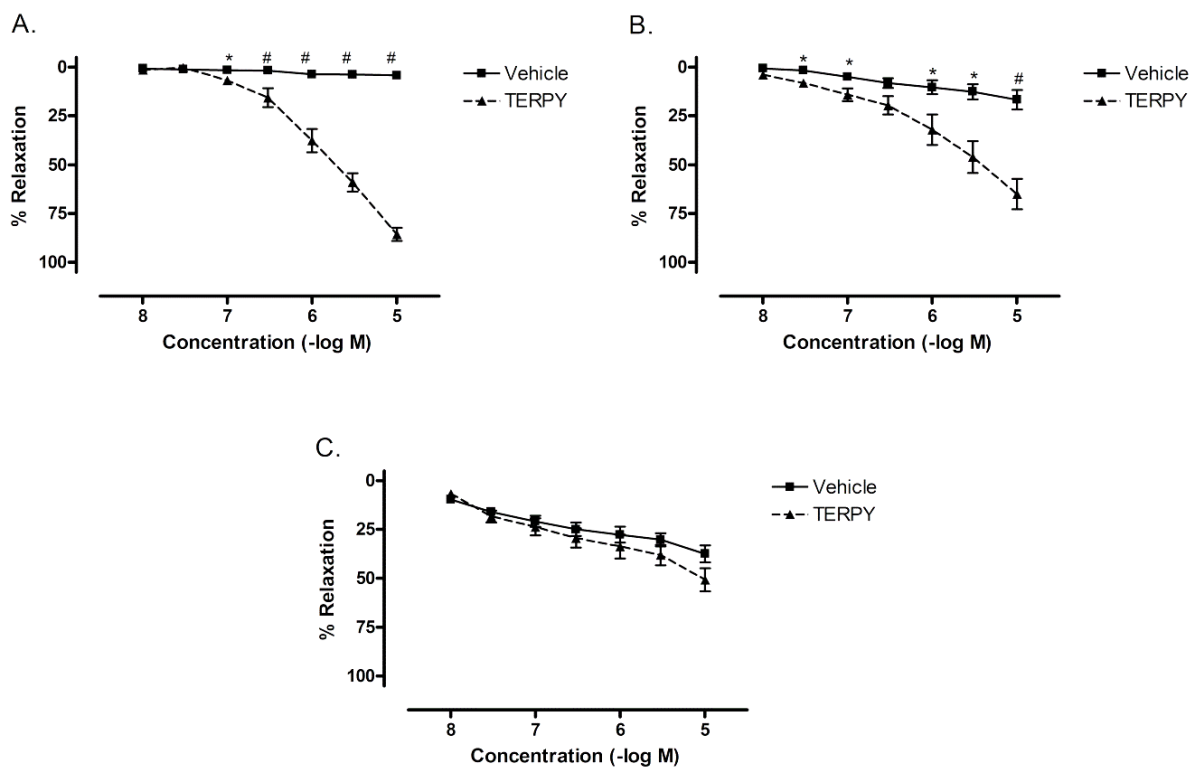 A.
* # # # #
0
25
50
75
100
% Relaxation
Vehicle
TERPY
8 7 6 5
Concentration (-log M)
B.
* * * * #
0
25
50
75
100
% Relaxation
Vehicle
TERPY
8 7 6 5
Concentration (-log M)
C.
0
25
50
75
100
% Relaxation
Vehicle
TERPY
8 7 6 5
Concentration (-log M)